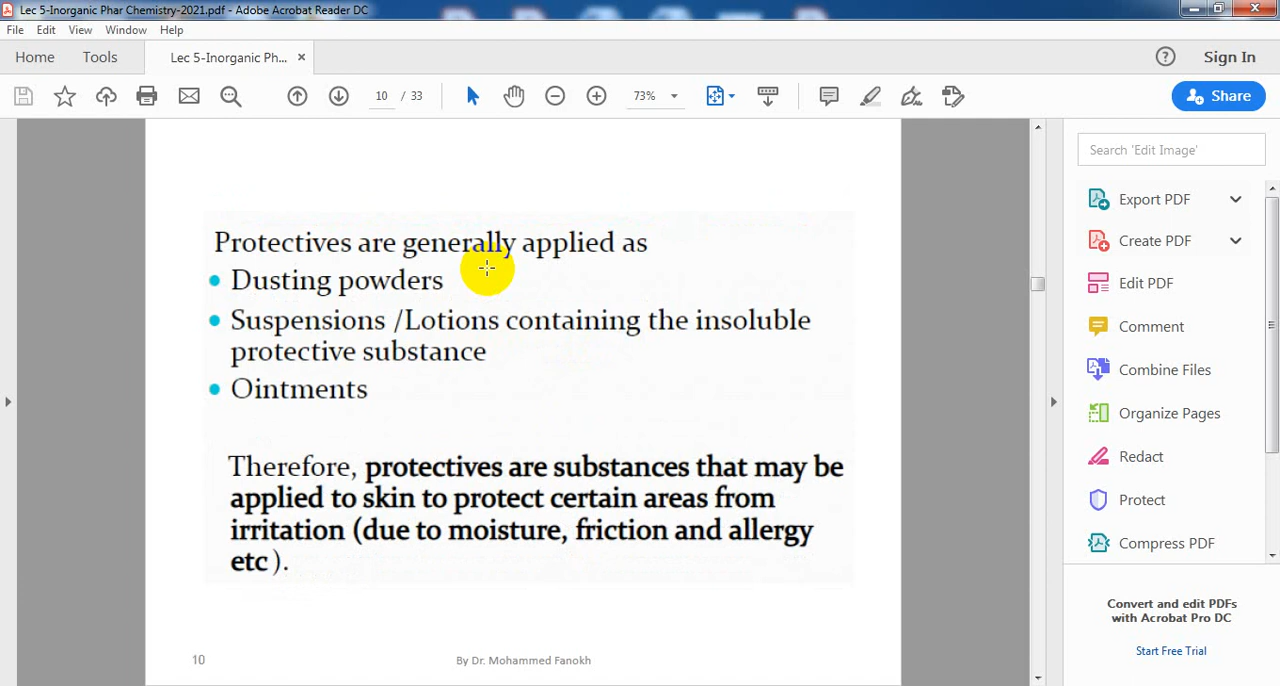 Lec 5-Inorganic Phar Chemistry-2021.pdf - Adobe Acrobat Reader DC
File Edit View Window Help
Home Tools Lec 5-Inorganic Ph... × Sign In
10 / 33 73% Share
Search 'Edit Image'
Protectives are generally applied as
• Dusting powders
• Suspensions /Lotions containing the insoluble
protective substance
• Ointments
Therefore, protectives are substances that may be
applied to skin to protect certain areas from
irritation (due to moisture, friction and allergy
etc ).
10 By Dr. Mohammed Fanokh
Export PDF
Create PDF
Edit PDF
Comment
Combine Files
Organize Pages
Redact
Protect
Compress PDF
Convert and edit PDFs
with Acrobat Pro DC
Start Free Trial